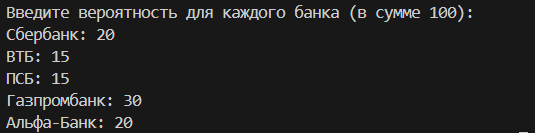 Введите вероятность для каждого банка (в сумме 100):
Сбербанк: 20
ВТБ: 15
ПСБ: 15
Газпромбанк: 30
Альфа-Банк: 20